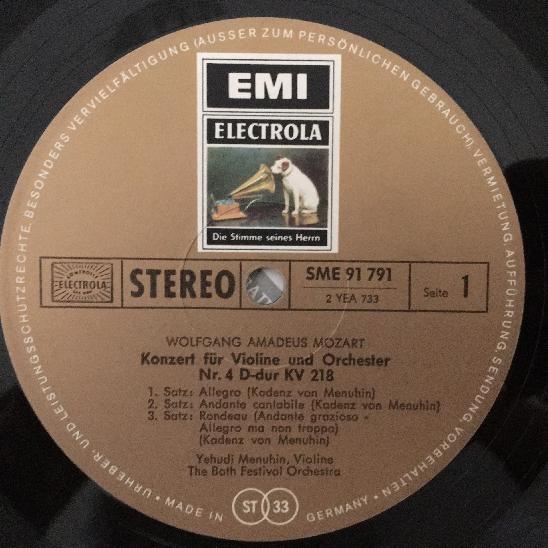 URHEBER- UND LEISTUNGSSCHUTZRECHTE, BESONDERS VERVIELFÄLTIGUNG (AUSSER ZUM PERSÖNLICHEN GEBRAUCH), VERMIETUNG, AUFFÜHRUNG, SENDUNG VORBEHALTEN
EMI
ELECTROLA
Die Stimme seines Herrn
ELECTROLA
STEREO
SME 91 791
2 YEA 733
Seite 1
WOLFGANG AMADEUS MOZART
Konzert für Violine und Orchester
Nr. 4 D-dur KV 218
1. Satz: Allegro (Kadenz von Menuhin)
2. Satz: Andante cantabile (Kadenz von Menuhin)
3. Satz: Rondeau (Andante grazioso -
Allegro ma non troppo)
(Kadenz von Menuhin)
Yehudi Menuhin, Violine
The Bath Festival Orchestra
• MADE IN GERMANY •
ST 33